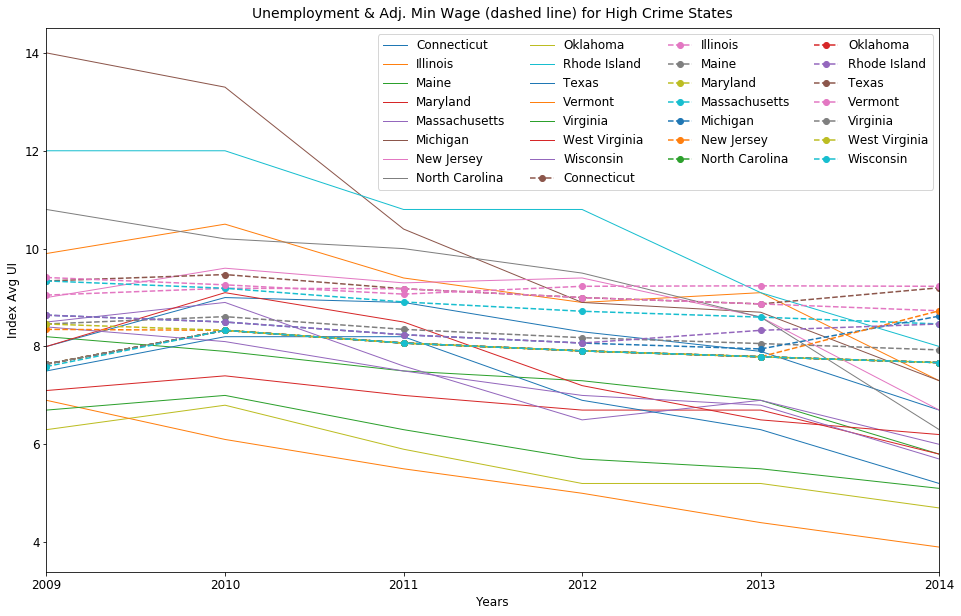 Unemployment & Adj. Min Wage (dashed line) for High Crime States
Index Avg UI
14
12
10
8
6
4
Connecticut
Illinois
Maine
Maryland
Massachusetts
Michigan
New Jersey
North Carolina
Oklahoma
Rhode Island
Texas
Vermont
Virginia
West Virginia
Wisconsin
Connecticut
Illinois
Maine
Maryland
Massachusetts
Michigan
New Jersey
North Carolina
Oklahoma
Rhode Island
Texas
Vermont
Virginia
West Virginia
Wisconsin
2009 2010 2011 2012 2013 2014
Years